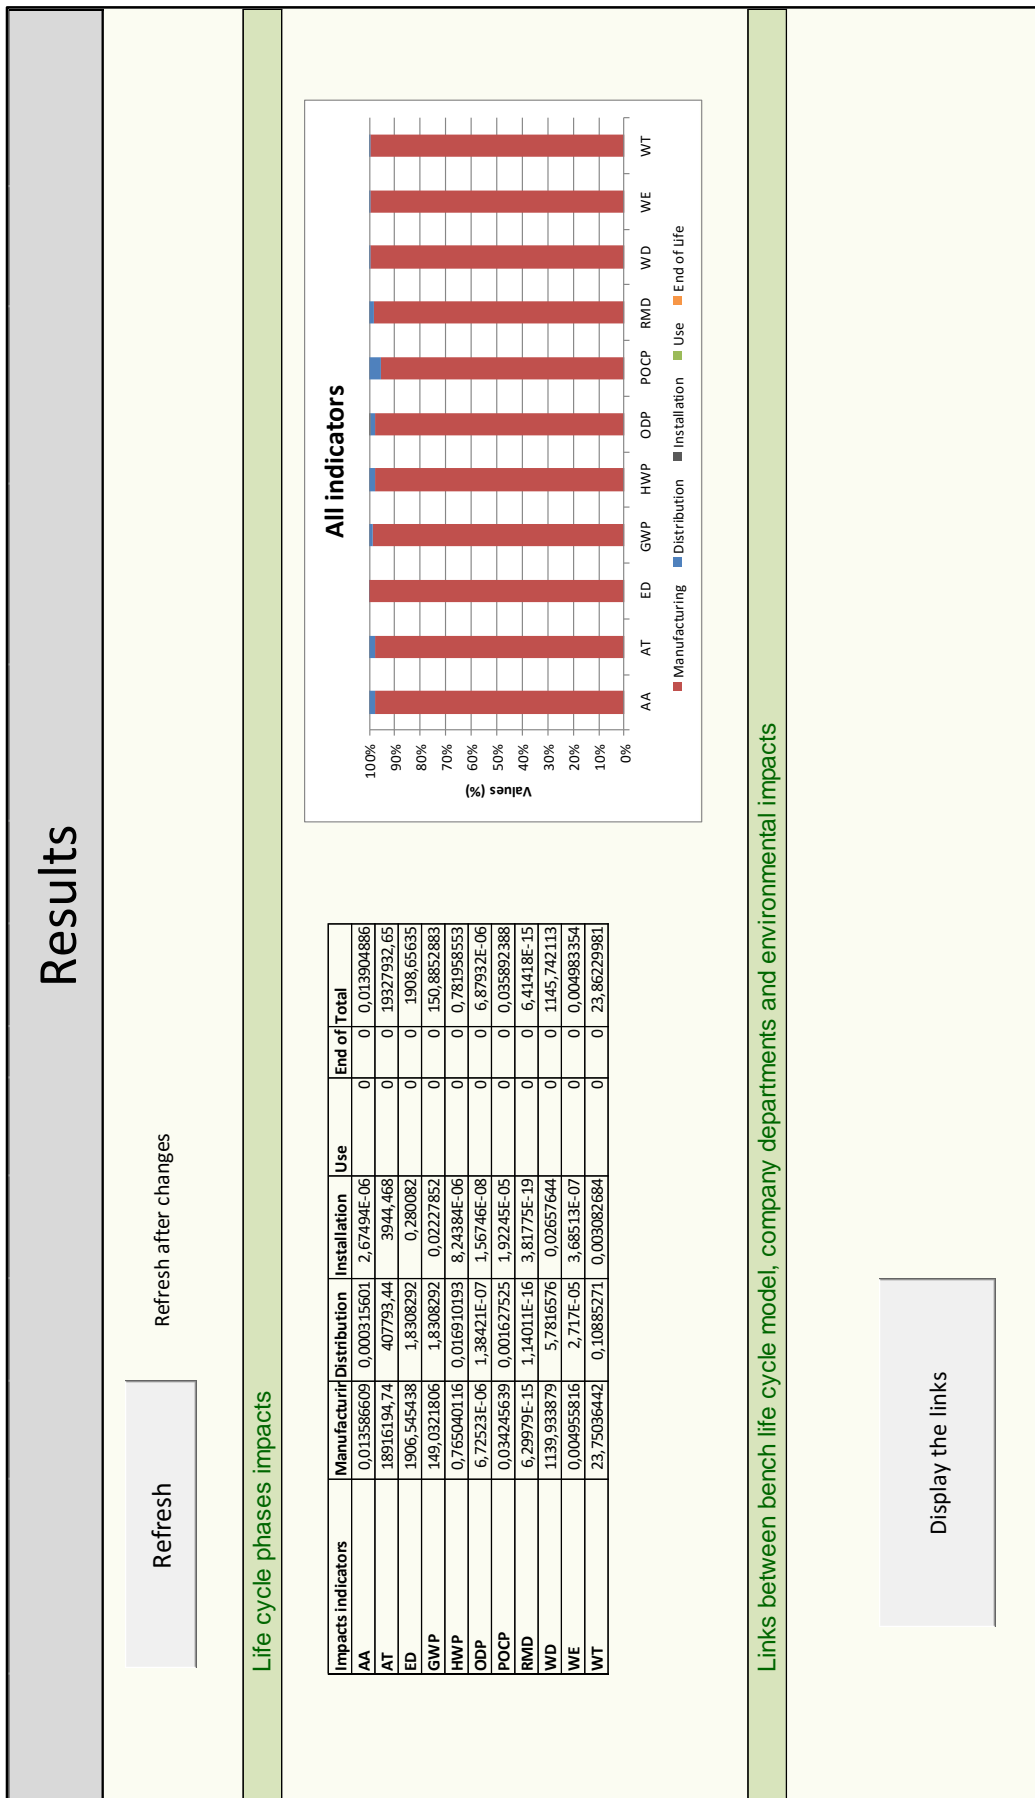 Results
Refresh
Refresh after changes
Life cycle phases impacts
Impacts indicators Manufacturin Distribution Installation Use End of Total
AA 0,013586609 0,000315601 2,67494E-06 0 0 0,013904886
AT 18916194,74 407793,44 3944,468 0 0 19327932,65
ED 1906,545438 1,8308292 0,280082 0 0 1908,65635
GWP 149,0321806 1,8308292 0,02227852 0 0 150,8852883
HWP 0,765040116 0,016910193 8,24384E-06 0 0 0,781958553
ODP 6,72523E-06 1,38421E-07 1,56746E-08 0 0 6,87932E-06
POCP 0,034245639 0,001627525 1,92245E-05 0 0 0,035892388
RMD 6,29979E-15 1,14011E-16 3,81775E-19 0 0 6,41418E-15
WD 1139,933879 5,7816576 0,02657644 0 0 1145,742113
WE 0,004955816 2,717E-05 3,68513E-07 0 0 0,004983354
WT 23,75036442 0,10885271 0,003082684 0 0 23,86229981
All indicators
Values (%)
100%
90%
80%
70%
60%
50%
40%
30%
20%
10%
0%
AA AT ED GWP HWP ODP POCP RMD WD WE WT
Manufacturing Distribution Installation Use End of Life
Links between bench life cycle model, company departments and environmental impacts
Display the links